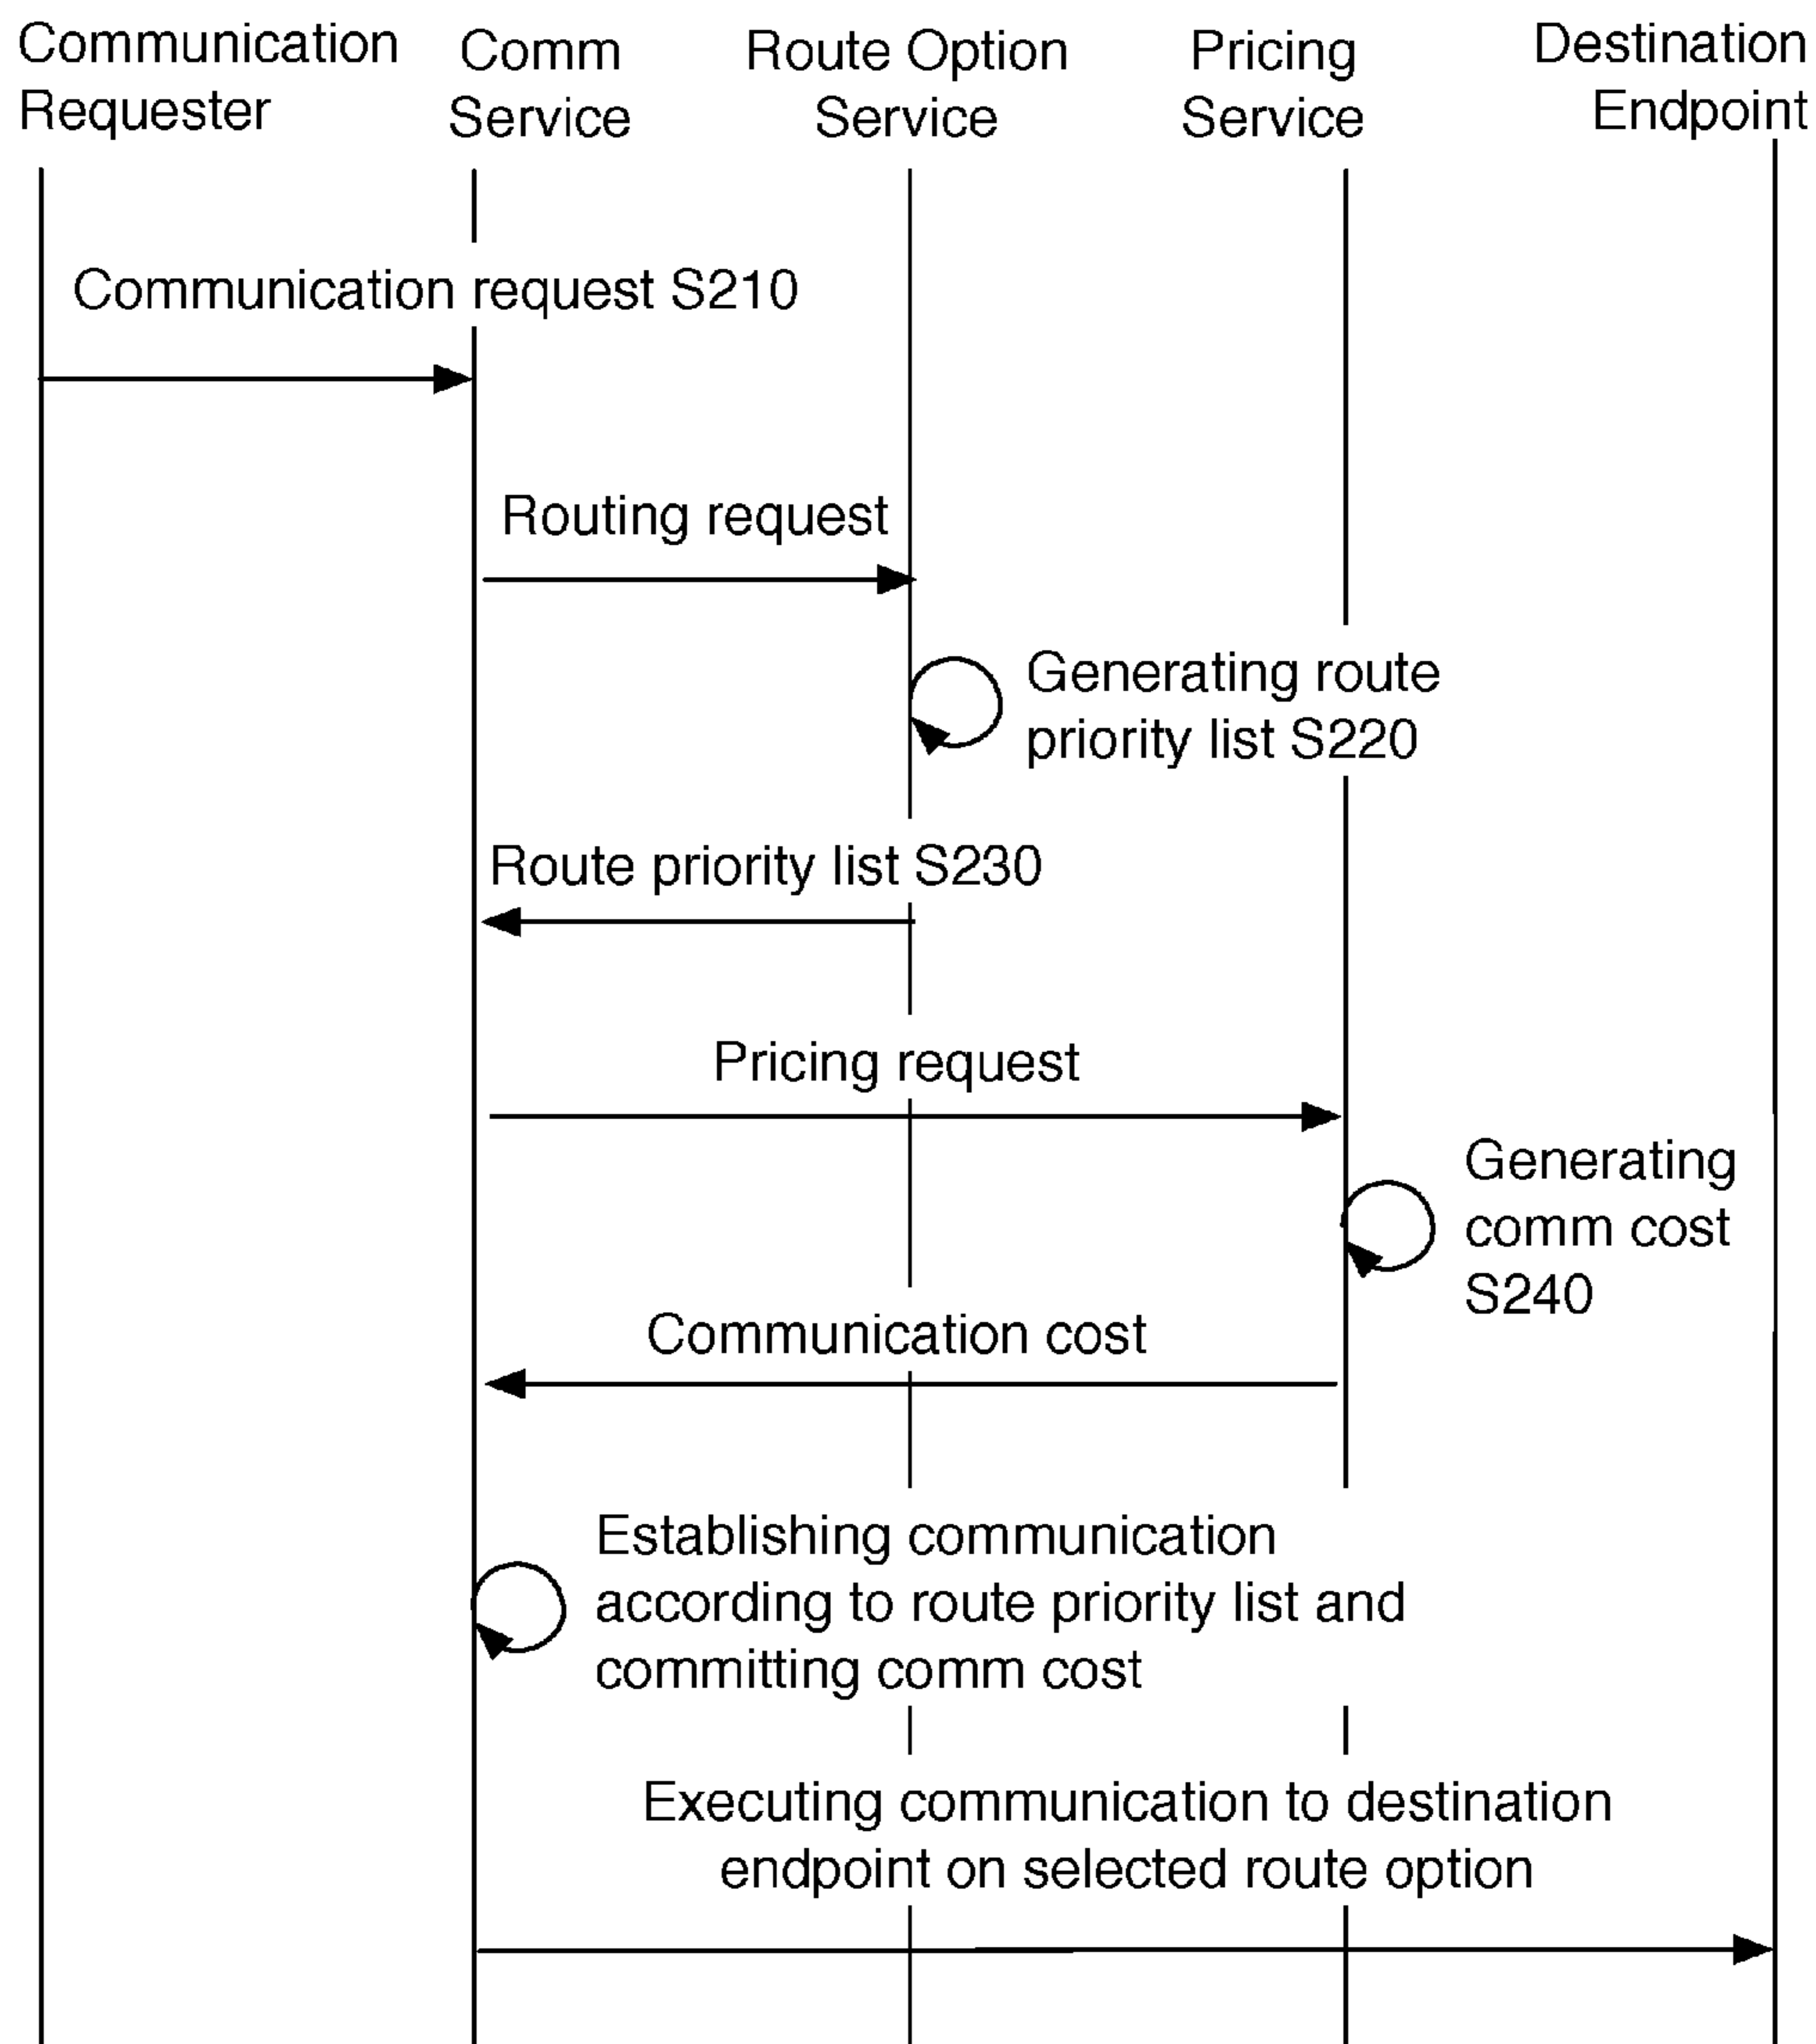 Communication
Requester
Comm
Service
Route Option
Service
Pricing
Service
Destination
Endpoint
Communication request S210
Routing request
Generating route
priority list S220
Route priority list S230
Pricing request
Generating
comm cost
S240
Communication cost
Establishing communication
according to route priority list and
committing comm cost
Executing communication to destination
endpoint on selected route option